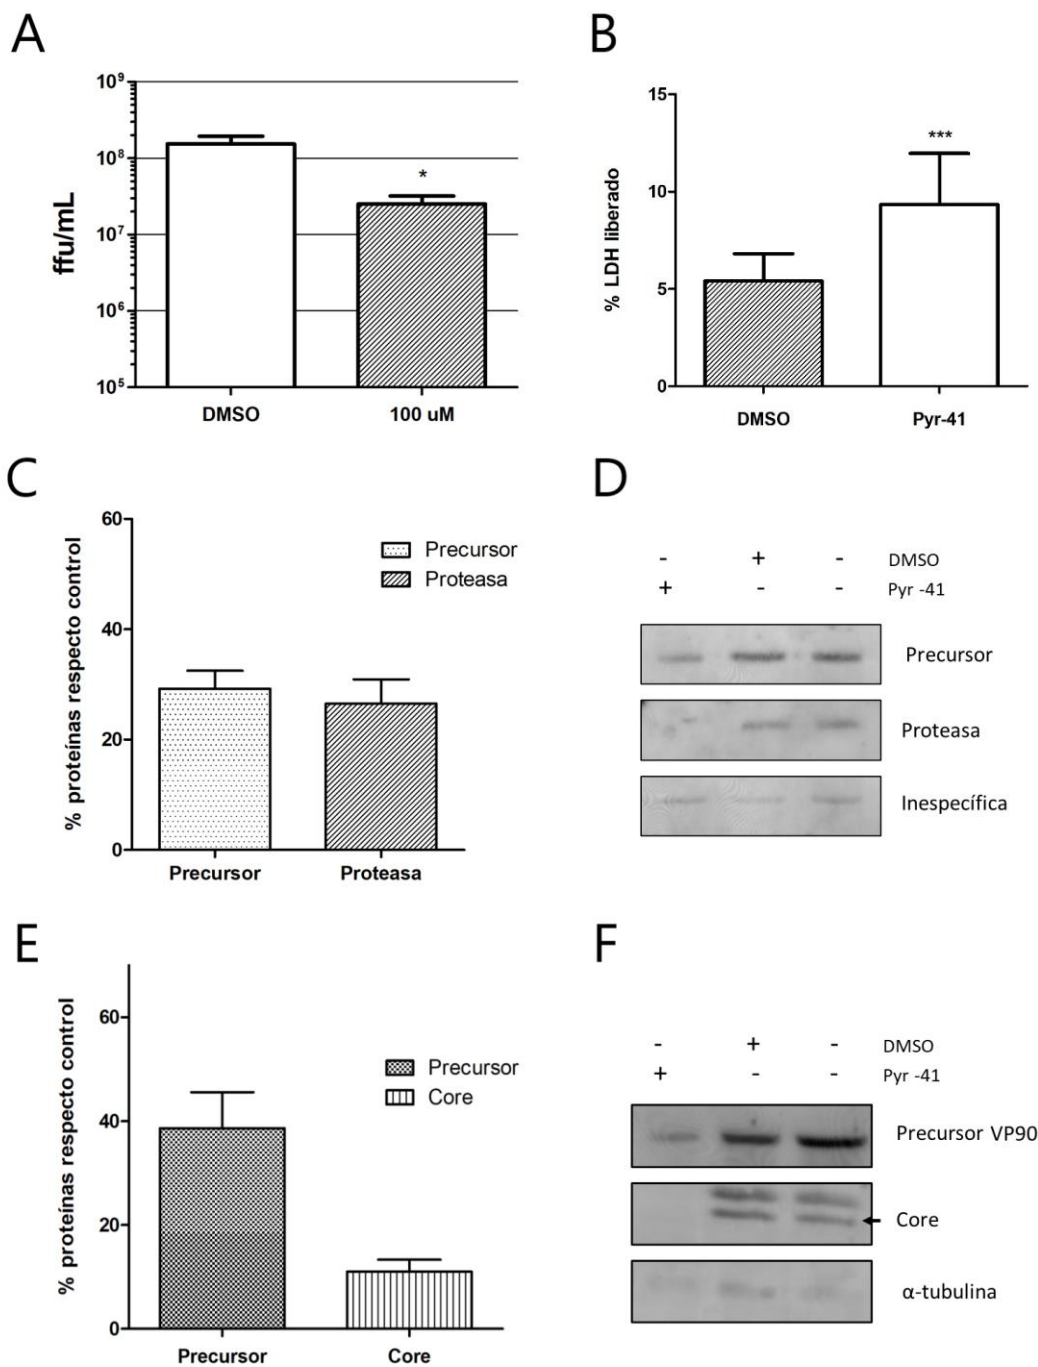 A
ffu/mL
10⁹
10⁸
10⁷
10⁶
10⁵
*
DMSO
100 uM
B
% LDH liberado
15
10
5
0
***
DMSO
Pyr-41
C
% proteínas respecto control
60
40
20
0
Precursor
Proteasa
Precursor
Proteasa
D
- + - DMSO
+ - - Pyr -41
Precursor
Proteasa
Inespecífica
E
% proteínas respecto control
60
40
20
0
Precursor
Core
Precursor
Core
F
- + - DMSO
+ - - Pyr -41
Precursor VP90
Core
α-tubulina